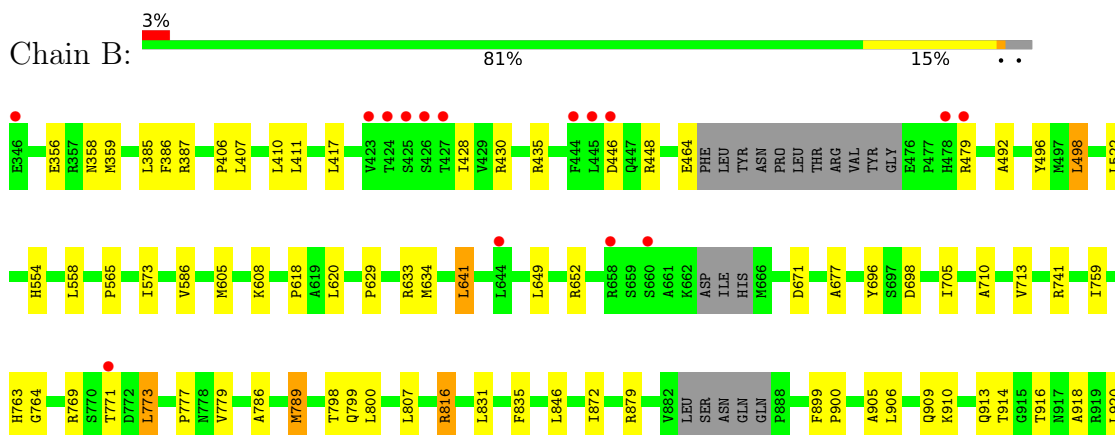 3%
Chain B:
81% 15% • •
E346 E356 R357 N358 M359 L385 F386 R387 P406 L407 L410 L411 L417 V423 T424 S425 S426 T427 I428 V429 R430 R435 F444 L445 D446 Q447 R448 E464 PHE LEU TYR ASN PRO LEU THR ARG VAL TYR GLY E476 P477 H478 R479 A492 Y496 M497 L498
H554 L558 P565 I573 V586 M605 K608 P618 A619 L620 P629 R633 M634 L641 L644 L649 R652 R658 S659 S660 A661 K662 ASP ILE HIS M666 D671 A677 Y696 S697 D698 I705 A710 V713 R741 I759
H763 G764 R769 S770 T771 D772 L773 P777 N778 V779 A786 M789 T798 Q799 L800 L807 R816 L831 F835 L846 I872 R879 V882 LEU SER ASN GLN GLN P888 F899 P900 A905 L906 Q909 K910 Q913 T914 G915 T916 N917 A918 R919